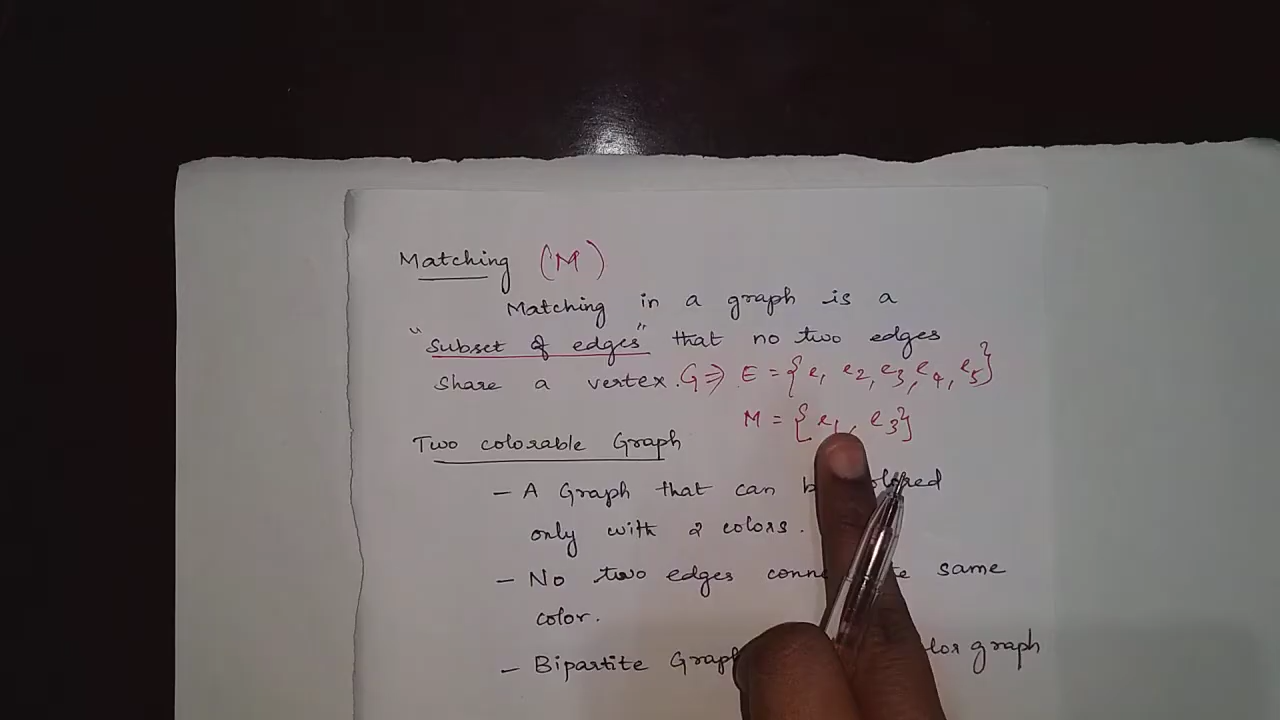 Matching (M)
Matching in a graph is a
"subset of edges" that no two edges
share a vertex. G ⇒ E = {e1, e2, e3, e4, e5}
M = {e1, e3}
Two colorable Graph
- A Graph that can
only with 2 colors.
- No two edges same
color.
- Bipartite Graph graph